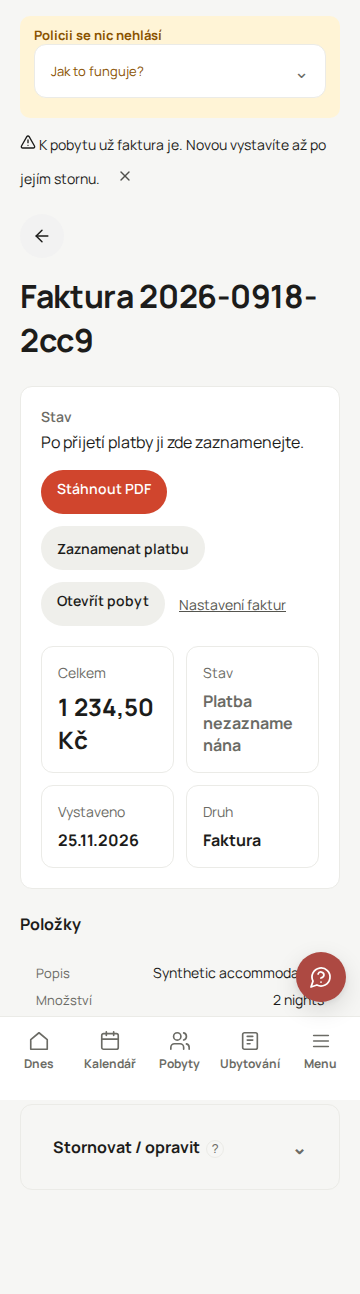 Policii se nic nehlásí
Jak to funguje?
K pobytu už faktura je. Novou vystavíte až po
jejím stornu.
Faktura 2026-0918-
2cc9
Stav
Po přijetí platby ji zde zaznamenejte.
Stáhnout PDF
Zaznamenat platbu
Otevřít pobyt
Nastavení faktur
Celkem
1 234,50
Kč
Stav
Platba
nezazname
nána
Vystaveno
25.11.2026
Druh
Faktura
Položky
Popis
Synthetic
Množství
2 nights
Dnes
Kalendář
Pobyty
Ubytování
Menu
Stornovat / opravit ?